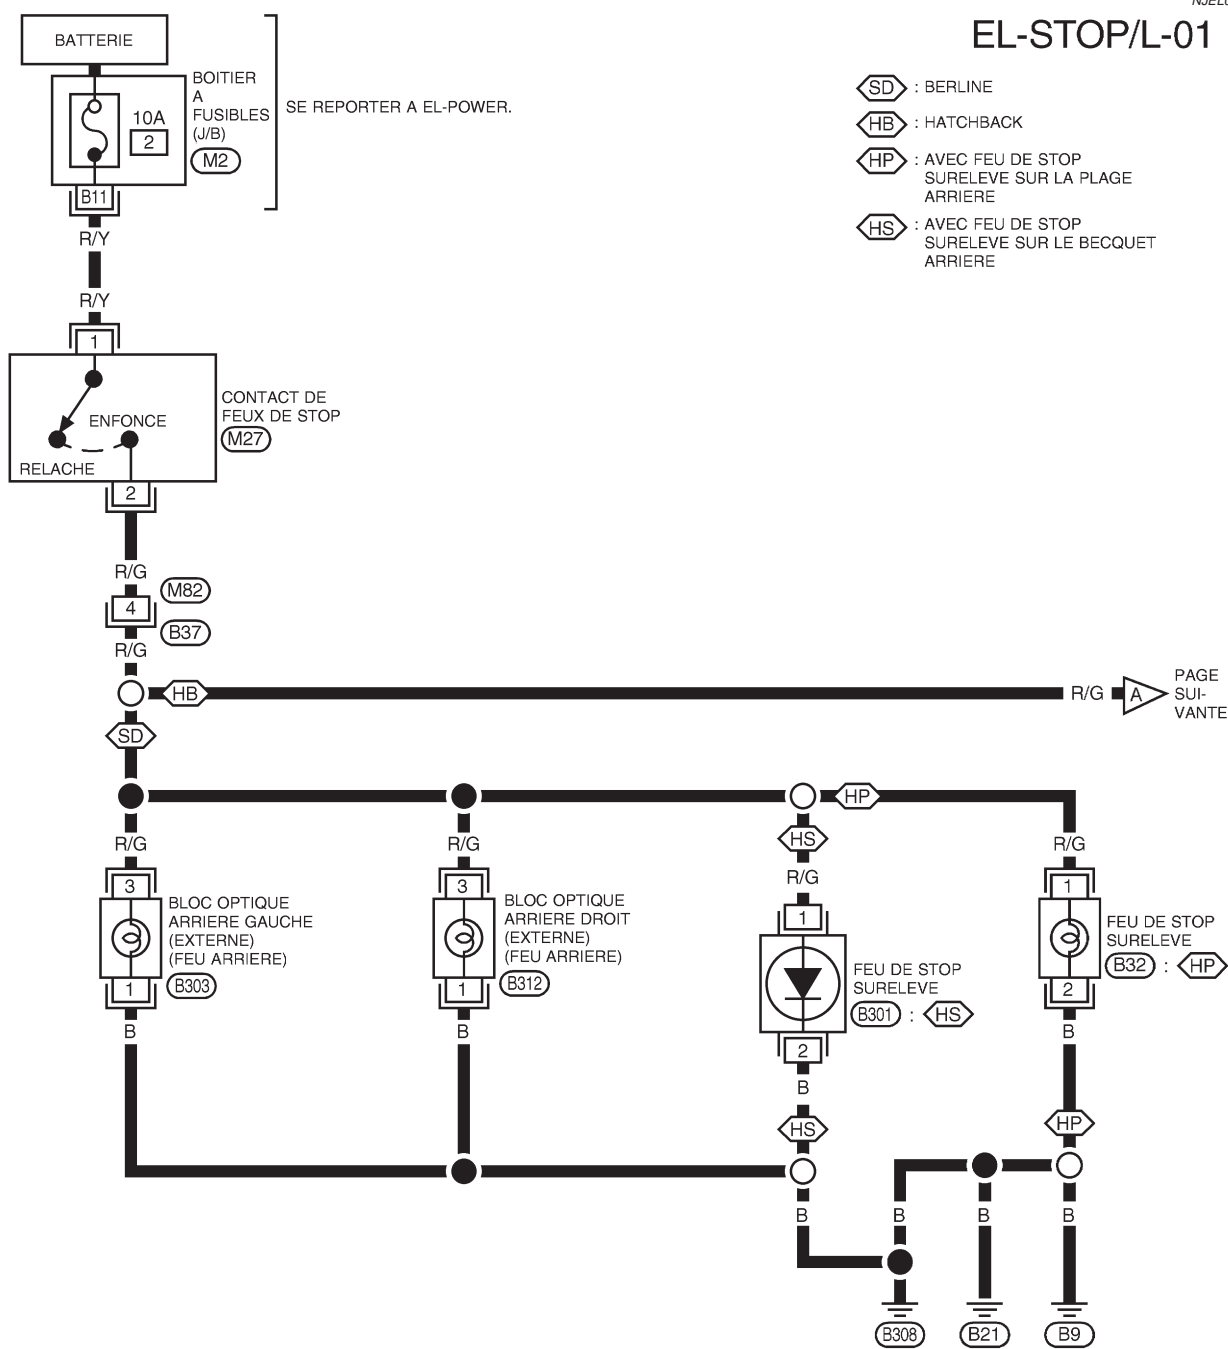 EL-STOP/L-01
BATTERIE
BOITIER
A
FUSIBLES
(J/B)
M2
10A
2
B11
SE REPORTER A EL-POWER.
SD : BERLINE
HB : HATCHBACK
HP : AVEC FEU DE STOP
SURELEVE SUR LA PLAGE
ARRIERE
HS : AVEC FEU DE STOP
SURELEVE SUR LE BECQUET
ARRIERE
R/Y
R/Y
1
CONTACT DE
FEUX DE STOP
M27
ENFONCE
RELACHE
2
R/G
M82
4
B37
R/G
HB
R/G
A
PAGE
SUI-
VANTE
SD
HP
HS
R/G
R/G
R/G
R/G
3
BLOC OPTIQUE
ARRIERE GAUCHE
(EXTERNE)
(FEU ARRIERE)
B303
1
3
BLOC OPTIQUE
ARRIERE DROIT
(EXTERNE)
(FEU ARRIERE)
B312
1
1
FEU DE STOP
SURELEVE
B301 : HS
2
1
FEU DE STOP
SURELEVE
B32 : HP
2
B
B
B
B
HS
HP
B
B
B
B
B308
B21
B9